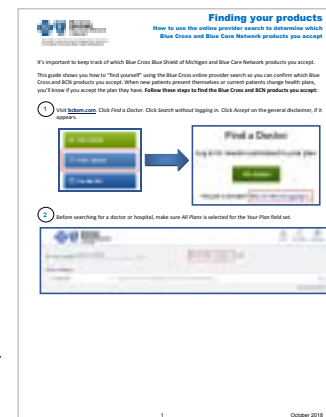 Finding your products
How to use the online provider search to determine which
Blue Cross and Blue Care Network products you accept
It's important to keep track of which Blue Cross Blue Shield of Michigan and Blue Care Network products you accept.
This guide shows you how to "find yourself" using the Blue Cross online provider search so you can confirm which Blue
Cross and BCN products you accept. When new patients present themselves or current patients change health plans,
you'll know if you accept the plan they have. Follow these steps to find the Blue Cross and BCN products you accept:
1 Visit bcbsm.com. Click Find a Doctor. Click Search without logging in. Click Accept on the general disclaimer, if it
appears.
Find a Doctor
2 Before searching for a doctor or hospital, make sure All Plans is selected for the Your Plan field set.
1 October 2018